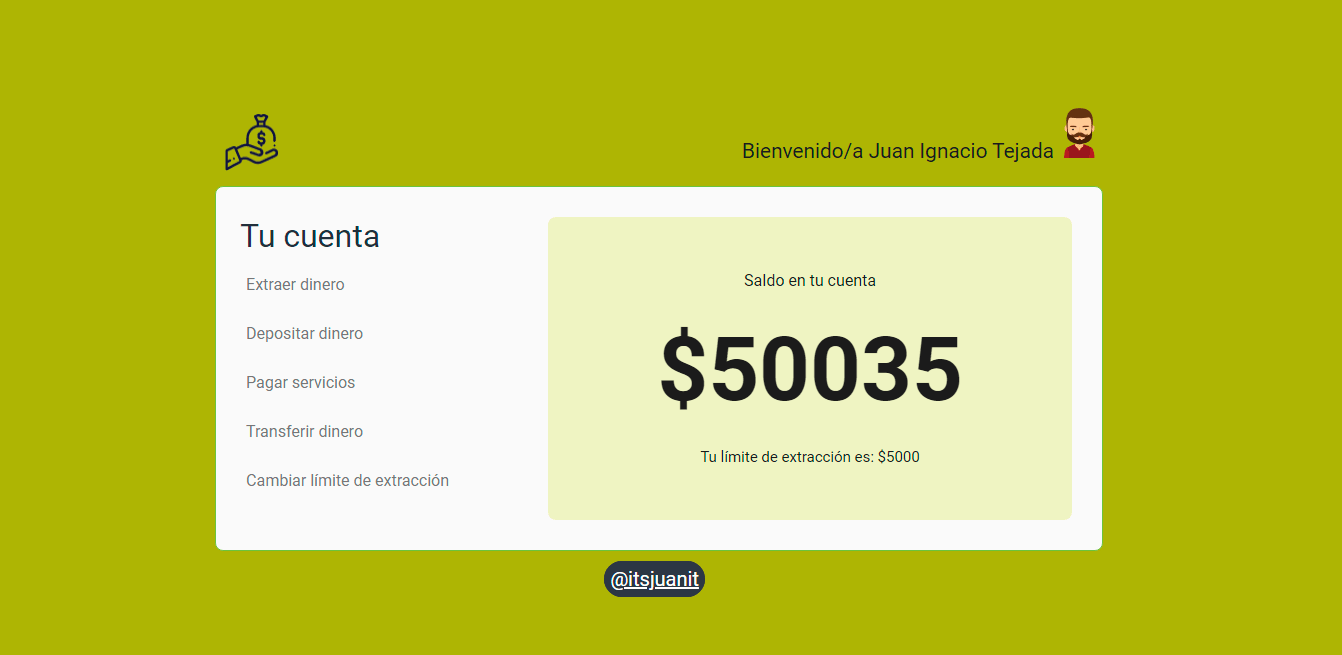 $
Bienvenido/a Juan Ignacio Tejada
Tu cuenta
Extraer dinero
Depositar dinero
Pagar servicios
Transferir dinero
Cambiar límite de extracción
Saldo en tu cuenta
$50035
Tu límite de extracción es: $5000
@itsjuanit